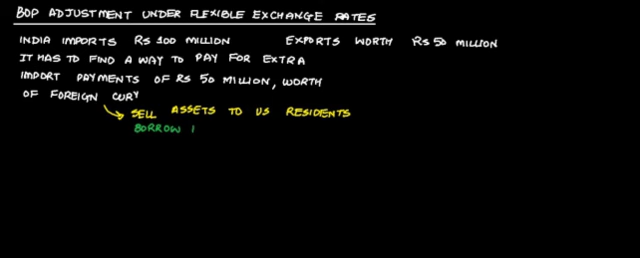 BOP ADJUSTMENT UNDER FLEXIBLE EXCHANGE RATES
INDIA IMPORTS RS 100 MILLION EXPORTS WORTH RS 50 MILLION
IT HAS TO FIND A WAY TO PAY FOR EXTRA
IMPORT PAYMENTS OF RS 50 MILLION, WORTH
OF FOREIGN CURY
SELL ASSETS TO US RESIDENTS
BORROW I